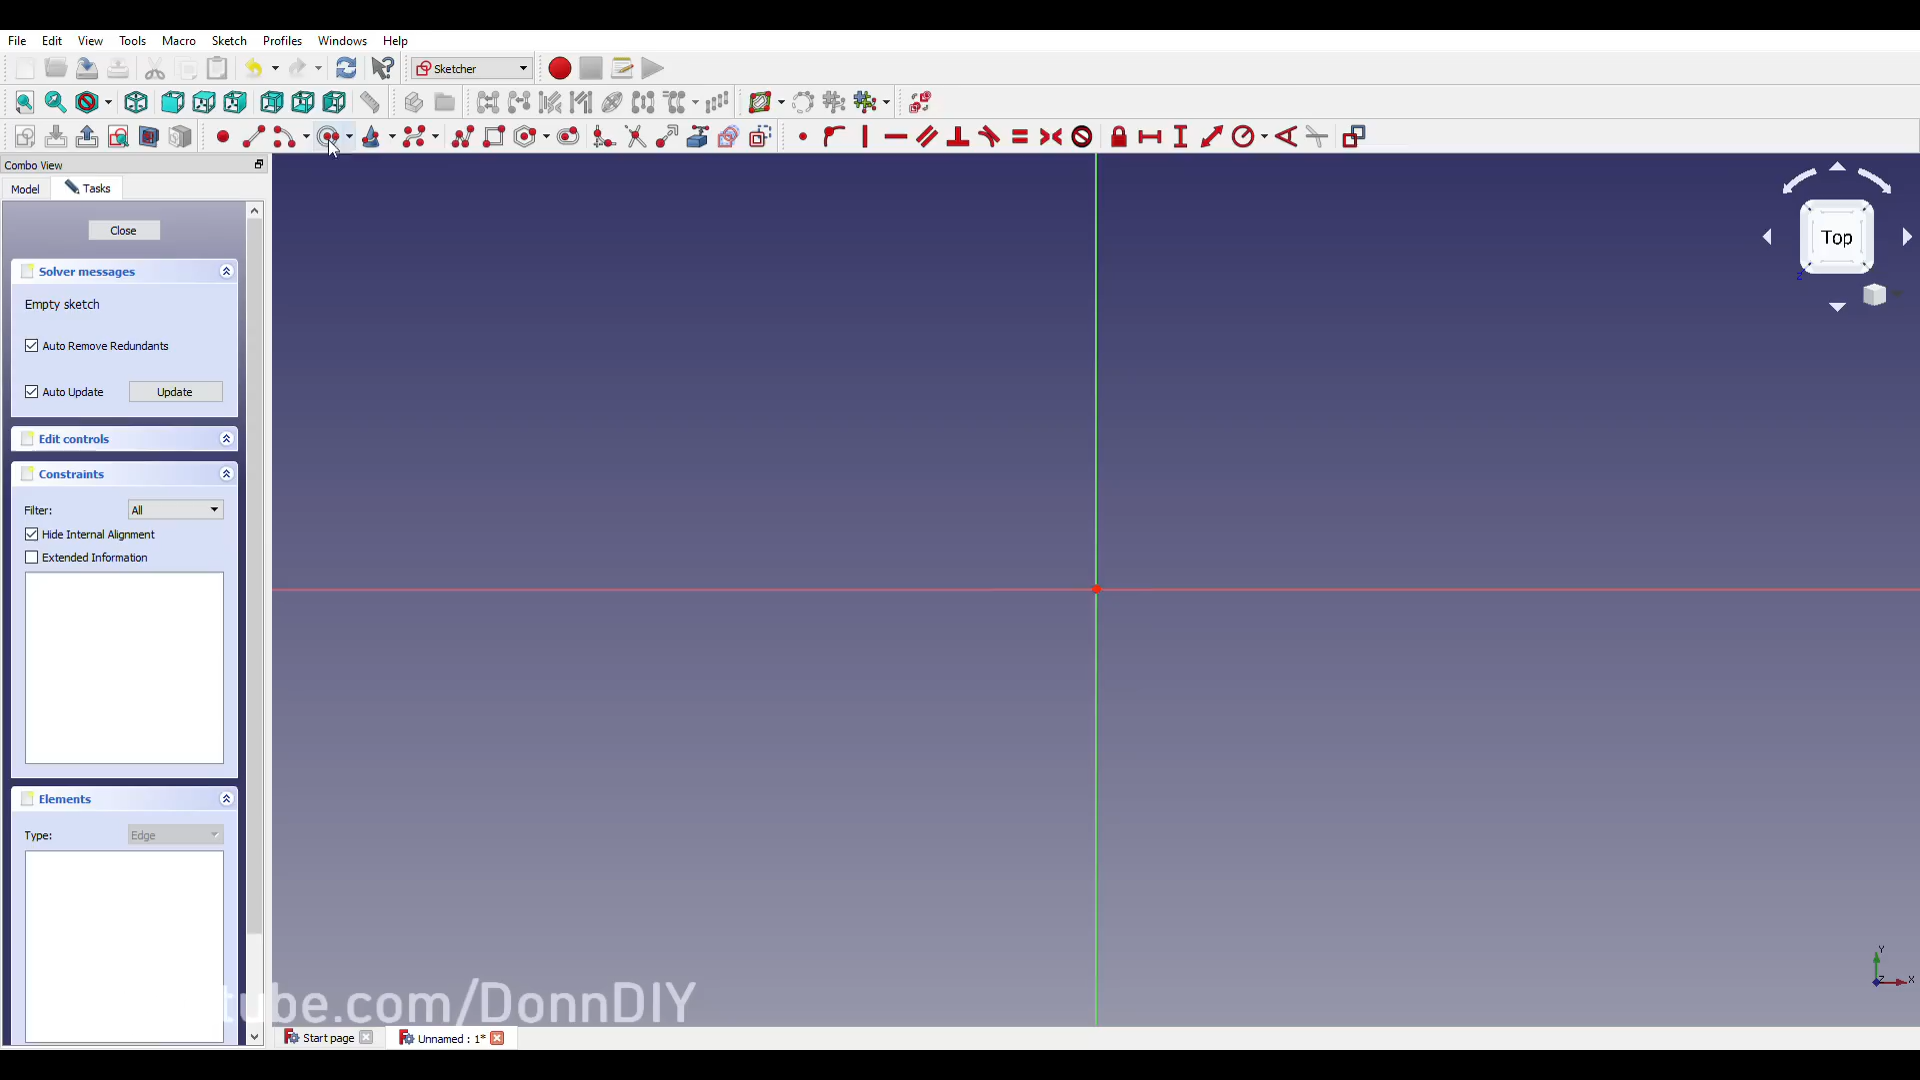 File Edit View Tools Macro Sketch Profiles Windows Help
Sketcher
Combo View
Model Tasks
Close
Solver messages
Empty sketch
Auto Remove Redundants
Auto Update Update
Edit controls
Constraints
Filter: All
Hide Internal Alignment
Extended Information
Elements
Type: Edge
Top
Z
Y
Z X
tube.com/DonnDIY
Start page Unnamed : 1*